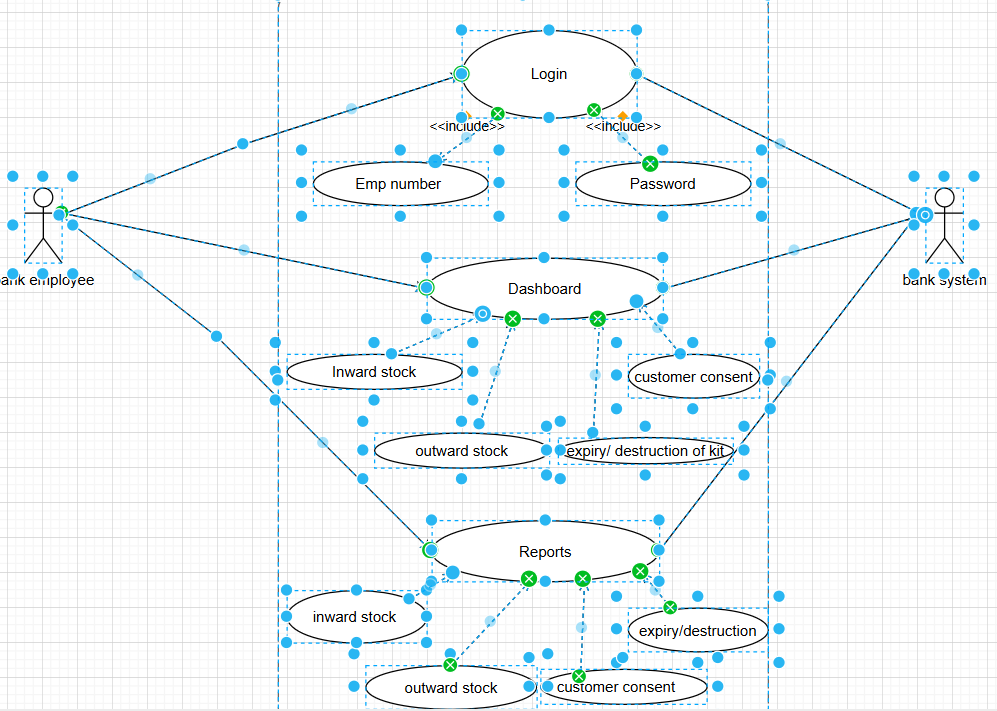 Login
<<include>>
<<include>>
Emp number
Password
bank employee
bank system
Dashboard
Inward stock
customer consent
outward stock
expiry/ destruction of kit
Reports
inward stock
expiry/destruction
outward stock
customer consent